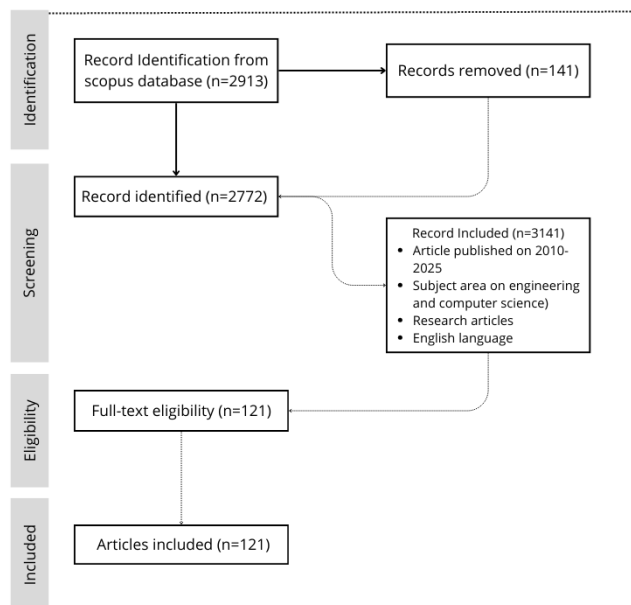 Identification
Record Identification from
scopus database (n=2913)
Records removed (n=141)
Screening
Record identified (n=2772)
Record Included (n=3141)
• Article published on 2010-
2025
• Subject area on engineering
and computer science)
• Research articles
• English language
Eligibility
Full-text eligibility (n=121)
Included
Articles included (n=121)